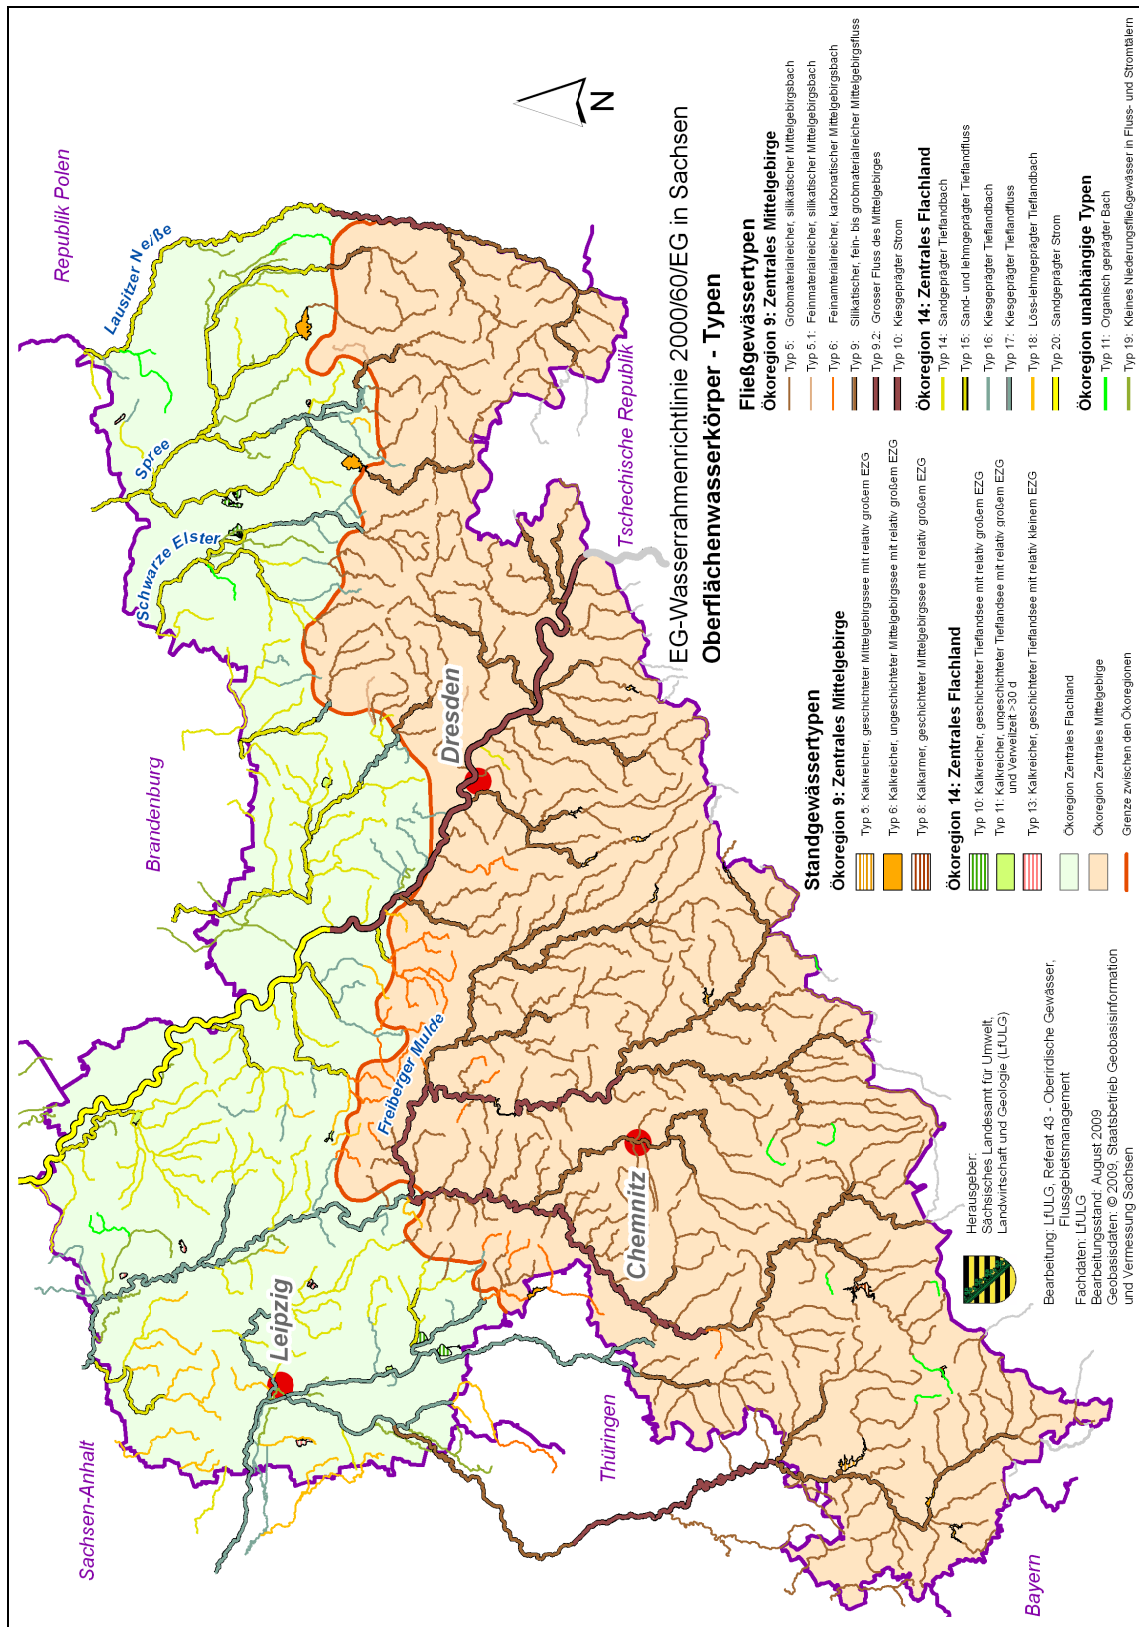 Republik Polen
Lausitzer Neiße
Spree
Schwarze Elster
Brandenburg
Sachsen-Anhalt
Leipzig
Dresden
Chemnitz
Freiberger Mulde
Thüringen
Bayern
Tschechische Republik
N
EG-Wasserrahmenrichtlinie 2000/60/EG in Sachsen
Oberflächenwasserkörper - Typen
Fließgewässertypen
Ökoregion 9: Zentrales Mittelgebirge
Typ 5: Grobmaterialreicher, silikatischer Mittelgebirgsbach
Typ 5.1: Feinmaterialreicher, silikatischer Mittelgebirgsbach
Typ 6: Feinamterialreicher, karbonatischer Mittelgebirgsbach
Typ 9: Silikatischer, fein- bis grobmaterialreicher Mittelgebirgsfluss
Typ 9.2: Grosser Fluss des Mittelgebirges
Typ 10: Kiesgeprägter Strom
Ökoregion 14: Zentrales Flachland
Typ 14: Sandgeprägter Tieflandbach
Typ 15: Sand- und lehmgeprägter Tieflandfluss
Typ 16: Kiesgeprägter Tieflandbach
Typ 17: Kiesgeprägter Tieflandfluss
Typ 18: Löss-lehmgeprägter Tieflandbach
Typ 20: Sandgeprägter Strom
Ökoregion unabhängige Typen
Typ 11: Organisch geprägter Bach
Typ 19: Kleines Niederungsfließgewässer in Fluss- und Stromtälern
Standgewässertypen
Ökoregion 9: Zentrales Mittelgebirge
Typ 5: Kalkreicher, geschichteter Mittelgebirgssee mit relativ großem EZG
Typ 6: Kalkreicher, ungeschichteter Mittelgebirgssee mit relativ großem EZG
Typ 8: Kalkarmer, geschichteter Mittelgebirgssee mit relativ großem EZG
Ökoregion 14: Zentrales Flachland
Typ 10: Kalkreicher, geschichteter Tieflandsee mit relativ großem EZG
Typ 11: Kalkreicher, ungeschichteter Tieflandsee mit relativ großem EZG
und Verweilzeit >30 d
Typ 13: Kalkreicher, geschichteter Tieflandsee mit relativ kleinem EZG
Ökoregion Zentrales Flachland
Ökoregion Zentrales Mittelgebirge
Grenze zwischen den Ökoregionen
Herausgeber:
Sächsisches Landesamt für Umwelt,
Landwirtschaft und Geologie (LfULG)
Bearbeitung: LfULG, Referat 43 - Oberirdische Gewässer,
Flussgebietsmanagement
Fachdaten: LfULG
Bearbeitungsstand: August 2009
Geobasisdaten: © 2009, Staatsbetrieb Geobasisinformation
und Vermessung Sachsen